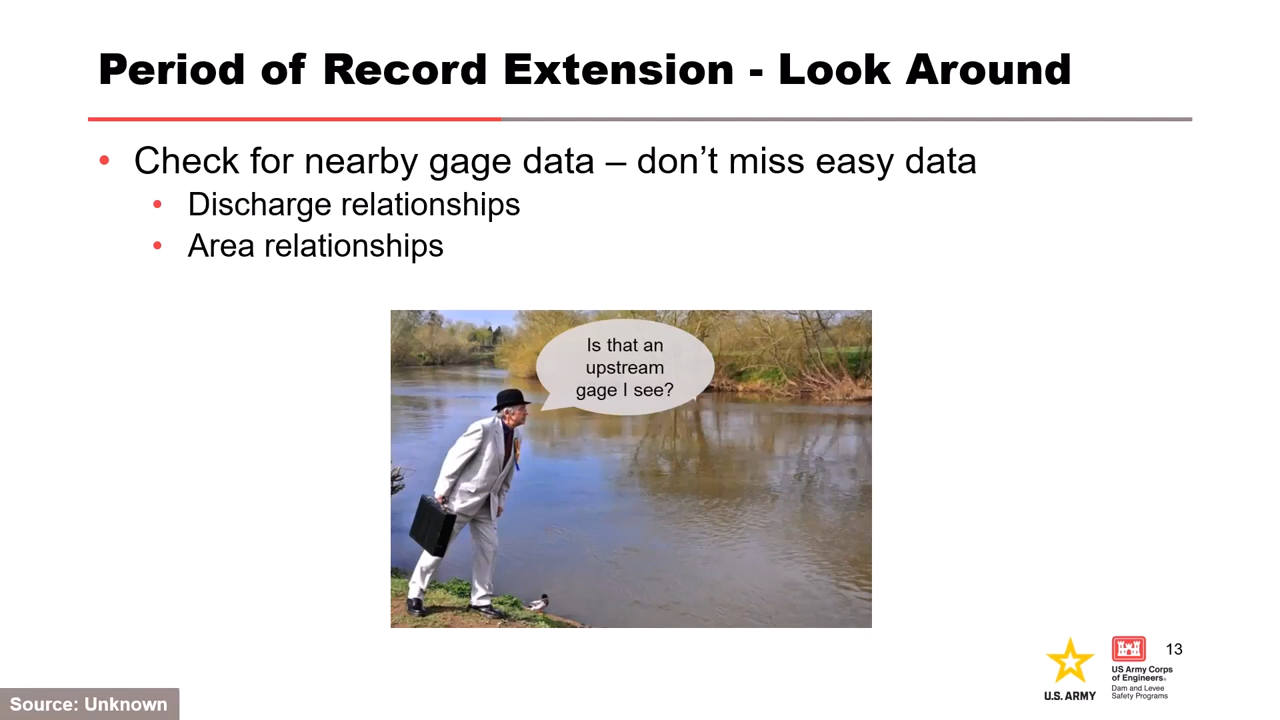 Period of Record Extension - Look Around
• Check for nearby gage data – don’t miss easy data
• Discharge relationships
• Area relationships
Is that an
upstream
gage I see?
13
U.S. ARMY
US Army Corps
of Engineers®
Dam and Levee
Safety Programs
Source: Unknown